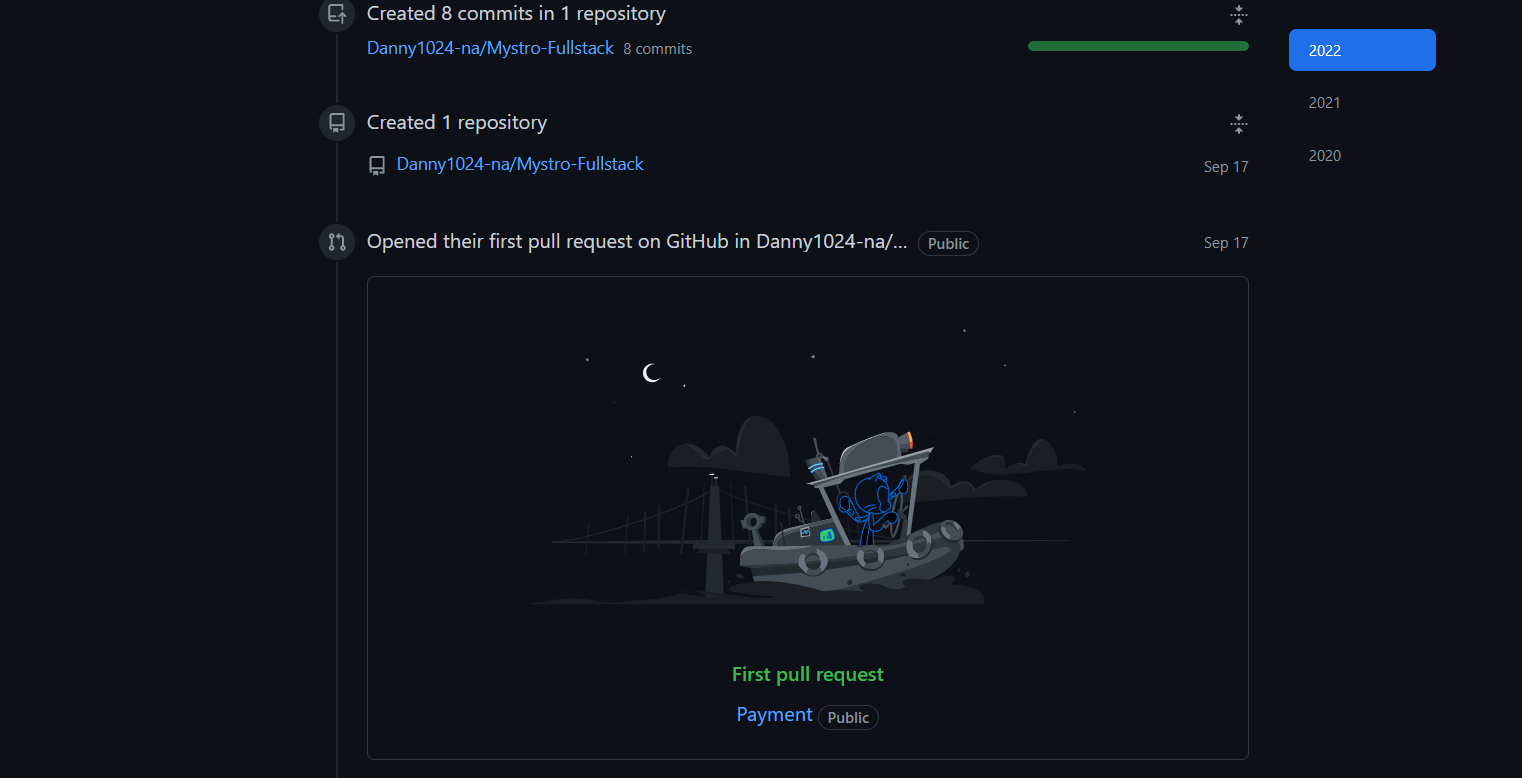 Created 8 commits in 1 repository
Danny1024-na/Mystro-Fullstack 8 commits
2022
2021
2020
Created 1 repository
Danny1024-na/Mystro-Fullstack Sep 17
Opened their first pull request on GitHub in Danny1024-na/... Public Sep 17
First pull request
Payment Public